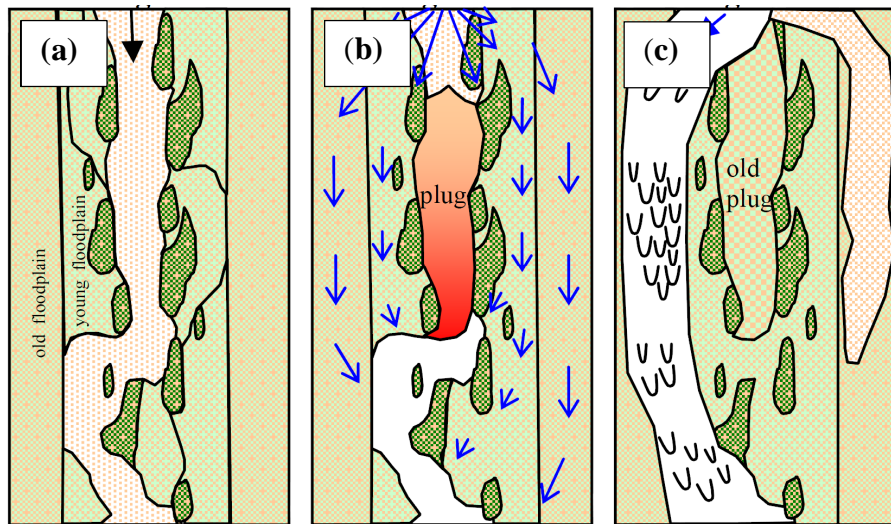 (a)
old floodplain
young floodplain
(b)
plug
(c)
old
plug